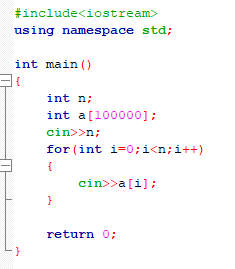 #include<iostream>
using namespace std;
int main()
{
int n;
int a[100000];
cin>>n;
for(int i=0;i<n;i++)
{
cin>>a[i];
}
return 0;
}